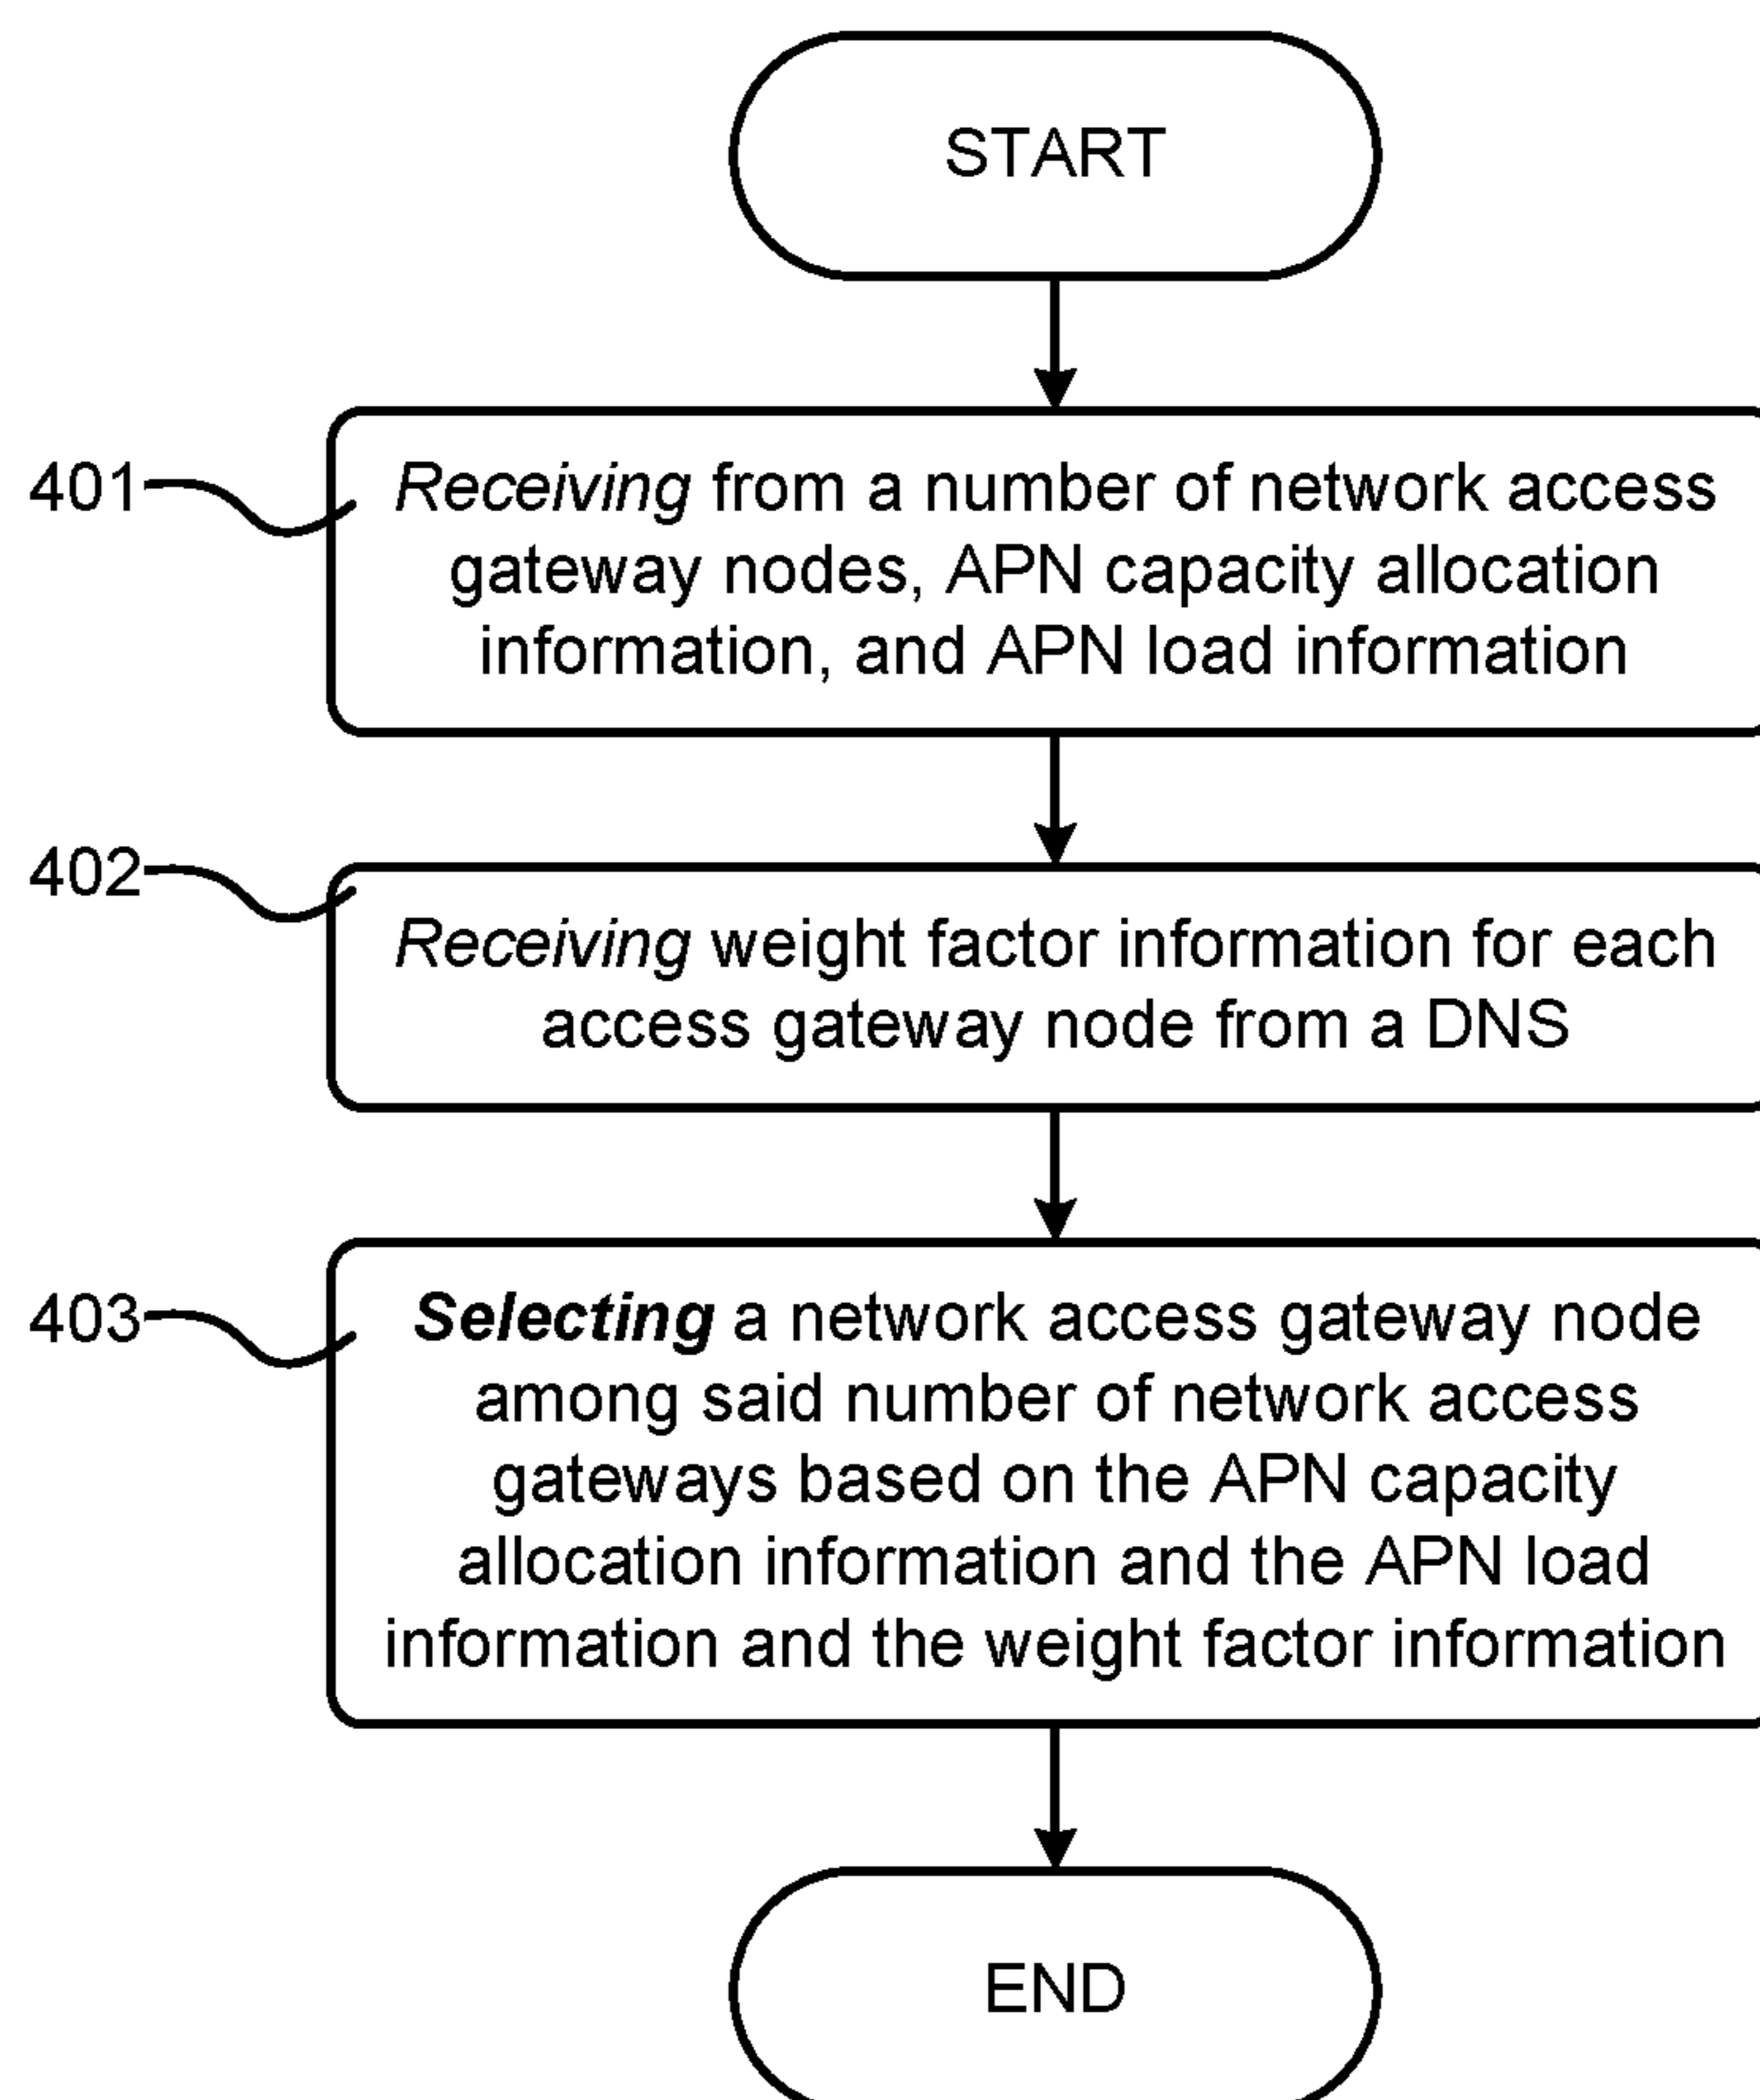 START
401
Receiving from a number of network access
gateway nodes, APN capacity allocation
information, and APN load information
402
Receiving weight factor information for each
access gateway node from a DNS
403
Selecting a network access gateway node
among said number of network access
gateways based on the APN capacity
allocation information and the APN load
information and the weight factor information
END